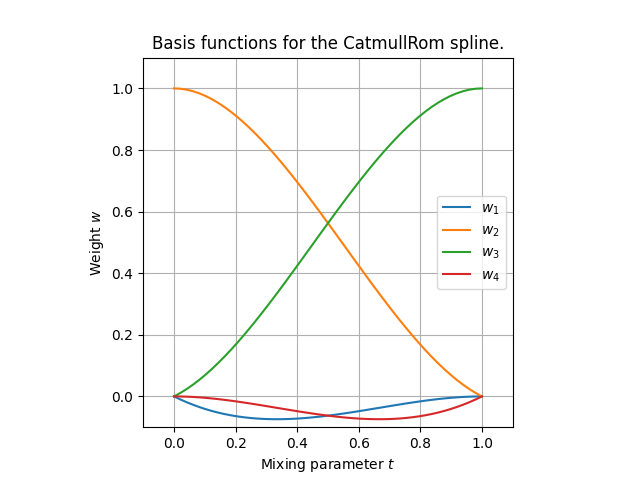 Basis functions for the CatmullRom spline.
1.0
0.8
0.6
0.4
0.2
0.0
Weight w
w₁
w₂
w₃
w₄
0.0 0.2 0.4 0.6 0.8 1.0
Mixing parameter t